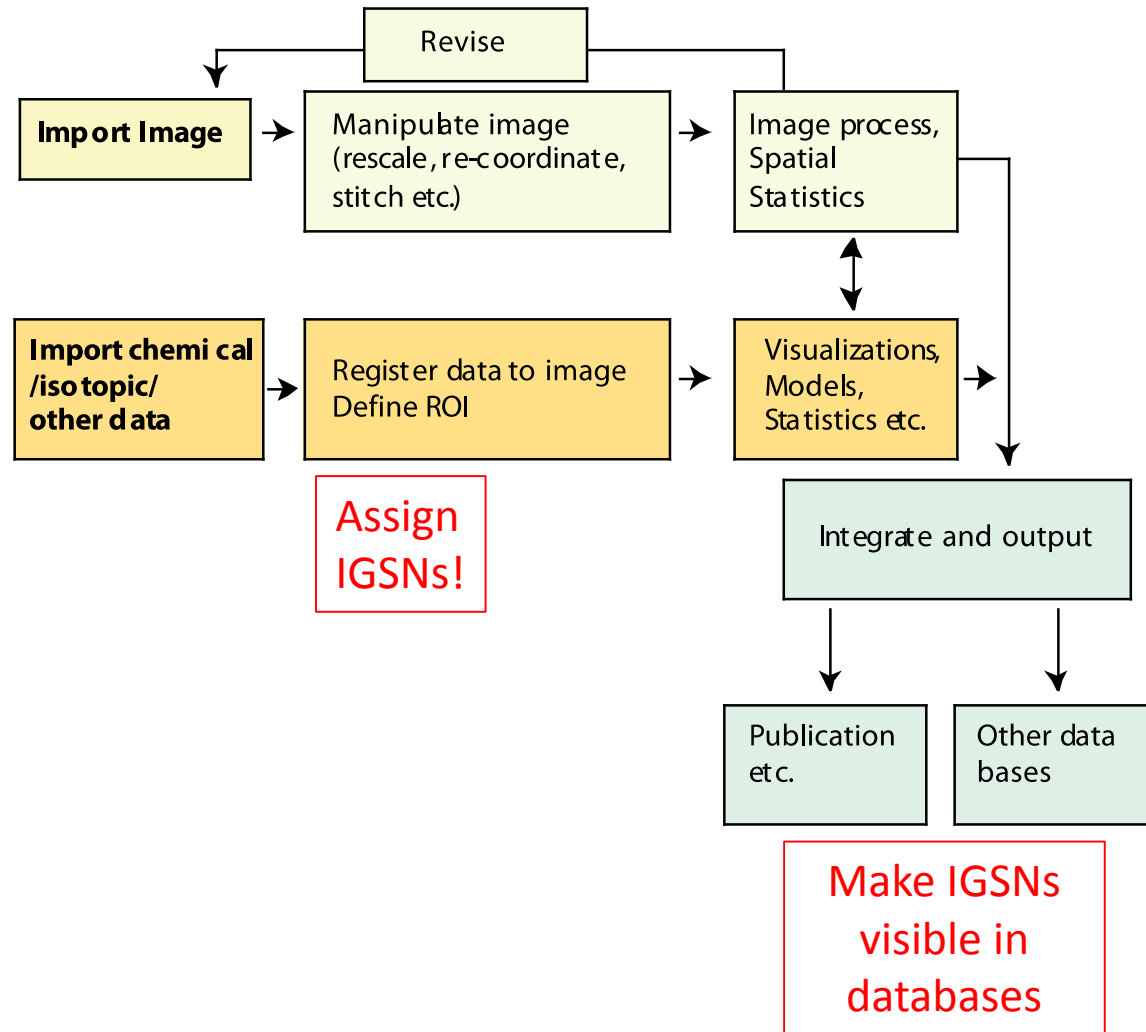 Revise
Import Image
Manipulate image
(rescale, re-coordinate,
stitch etc.)
Image process,
Spatial
Statistics
Import chemical
/isotopic/
other data
Register data to image
Define ROI
Visualizations,
Models,
Statistics etc.
Assign
IGSNs!
Integrate and output
Publication
etc.
Other data
bases
Make IGSNs
visible in
databases